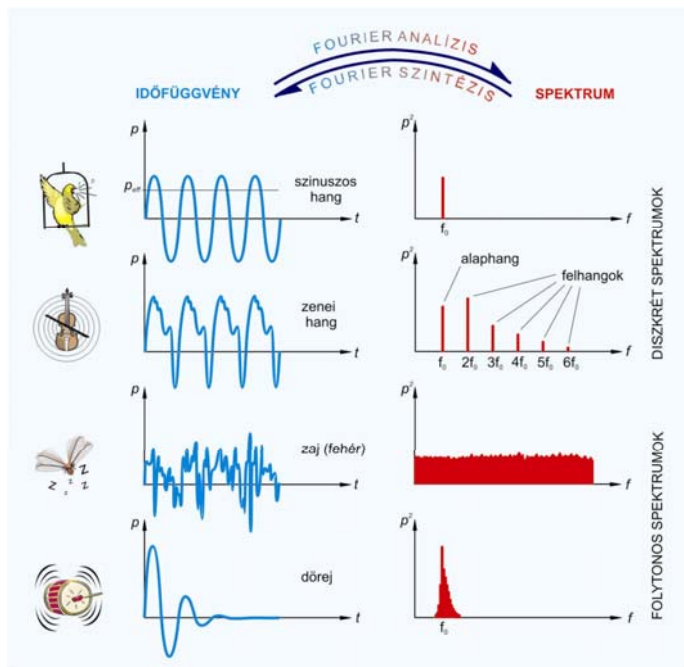 FOURIER ANALÍZIS
FOURIER SZINTÉZIS
IDŐFÜGGVÉNY
SPEKTRUM
p
p eff
szinuszos
hang
t
p²
f₀
f
p
zenei
hang
t
p²
alaphang
felhangok
f₀ 2f₀ 3f₀ 4f₀ 5f₀ 6f₀
f
DISZKRÉT SPEKTRUMOK
p
zaj (fehér)
t
z z z z z
p²
f
p
dörej
t
p²
f₀
f
FOLYTONOS SPEKTRUMOK